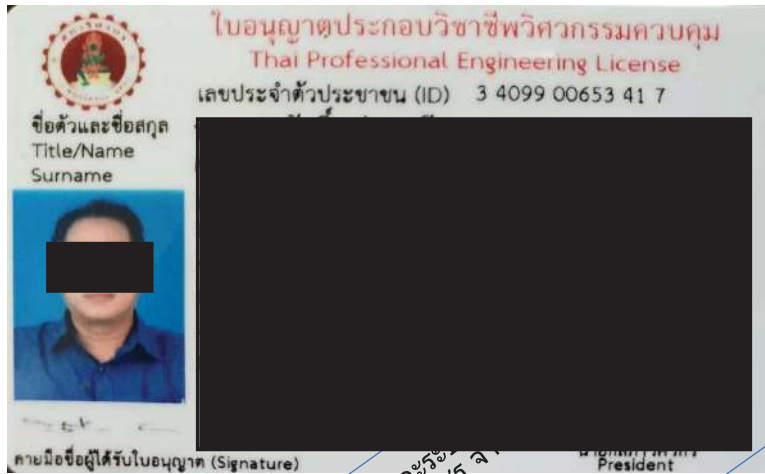 ใบอนุญาตประกอบวิชาชีพวิศวกรรมควบคุม
Thai Professional Engineering License
เลขประจำตัวประชาชน (ID) 3 4099 00653 41 7
ชื่อตัวและชื่อสกุล
Title/Name
Surname
ลายมือชื่อผู้ได้รับใบอนุญาต (Signature)
President